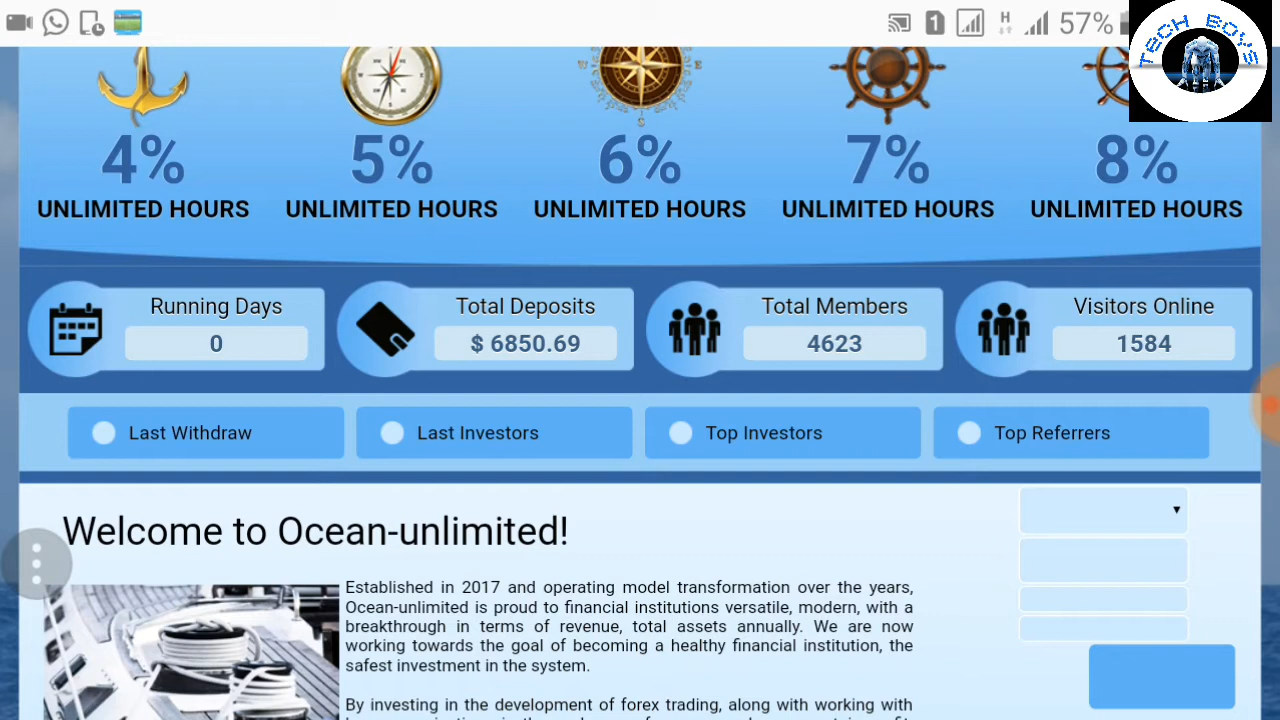 1
H
57%
TECH BOYS
4%
5%
6%
7%
8%
UNLIMITED HOURS
UNLIMITED HOURS
UNLIMITED HOURS
UNLIMITED HOURS
UNLIMITED HOURS
Running Days
0
Total Deposits
$ 6850.69
Total Members
4623
Visitors Online
1584
Last Withdraw
Last Investors
Top Investors
Top Referrers
Welcome to Ocean-unlimited!
Established in 2017 and operating model transformation over the years,
Ocean-unlimited is proud to financial institutions versatile, modern, with a
breakthrough in terms of revenue, total assets annually. We are now
working towards the goal of becoming a healthy financial institution, the
safest investment in the system.
By investing in the development of forex trading, along with working with